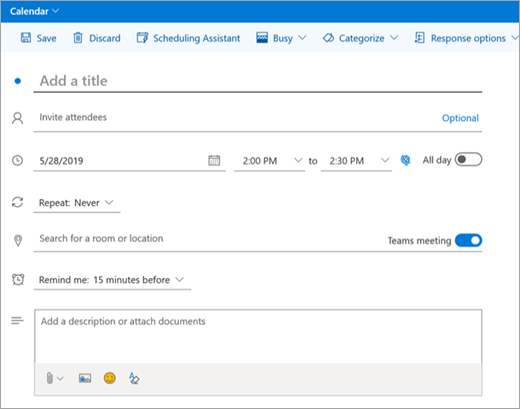 Calendar
Save Discard Scheduling Assistant Busy Categorize Response options
Add a title
Invite attendees Optional
5/28/2019 2:00 PM to 2:30 PM All day
Repeat: Never
Search for a room or location Teams meeting
Remind me: 15 minutes before
Add a description or attach documents